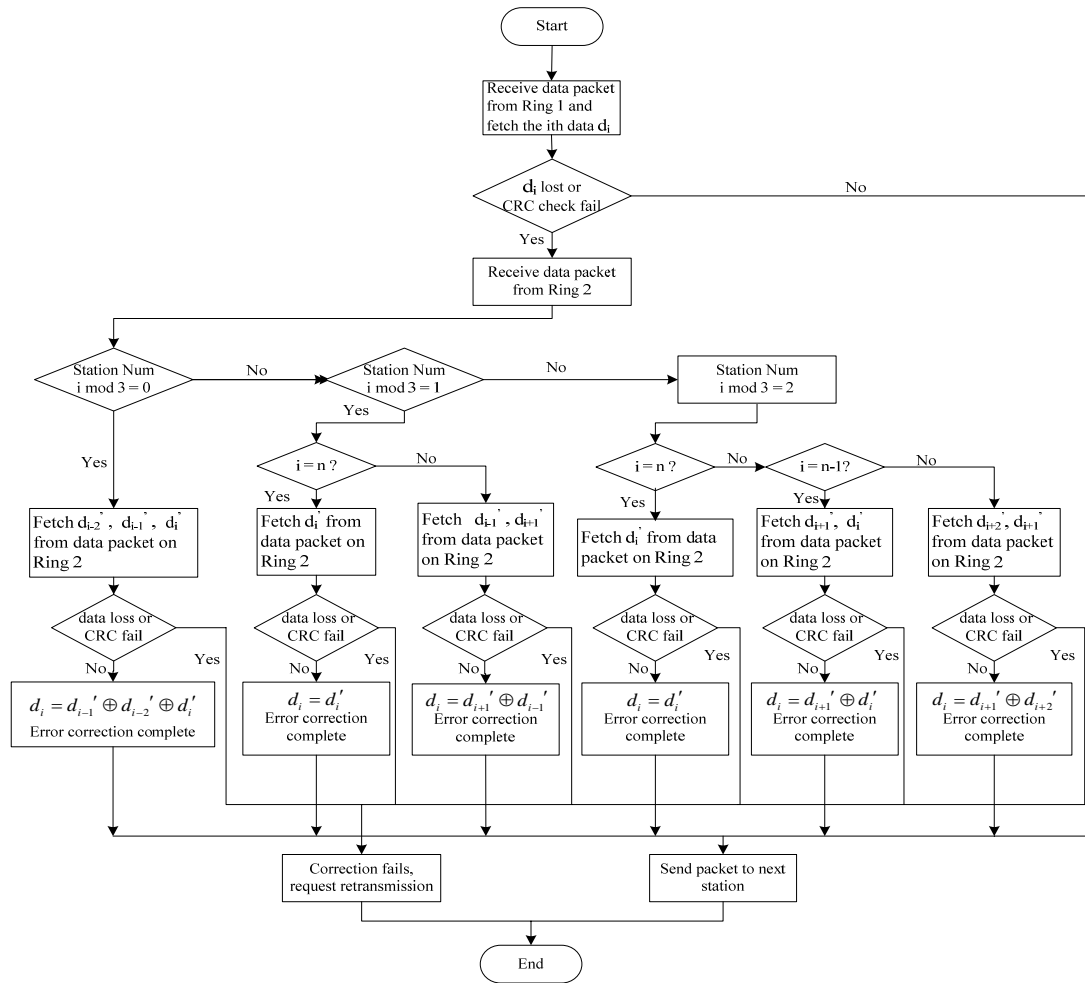 Start
Receive data packet
from Ring 1 and
fetch the ith data dᵢ
dᵢ lost or
CRC check fail
No
Yes
Receive data packet
from Ring 2
Station Num
i mod 3 = 0
No
Station Num
i mod 3 = 1
No
Station Num
i mod 3 = 2
Yes
Yes
i = n ?
No
i = n ?
No
i = n-1?
No
Yes
Yes
Yes
Fetch dᵢ₋₂', dᵢ₋₁', dᵢ'
from data packet on
Ring 2
Fetch dᵢ' from
data packet on
Ring 2
Fetch dᵢ₋₁', dᵢ₊₁'
from data packet
on Ring 2
Fetch dᵢ' from data
packet on Ring 2
Fetch dᵢ₊₁', dᵢ'
from data packet
on Ring 2
Fetch dᵢ₊₂', dᵢ₊₁'
from data packet on
Ring 2
data loss or
CRC fail
data loss or
CRC fail
data loss or
CRC fail
data loss or
CRC fail
data loss or
CRC fail
data loss or
CRC fail
No
Yes
No
Yes
No
Yes
No
Yes
No
Yes
No
Yes
dᵢ = dᵢ₋₁′ ⊕ dᵢ₋₂′ ⊕ dᵢ′
Error correction complete
dᵢ = dᵢ′
Error correction
complete
dᵢ = dᵢ₊₁′ ⊕ dᵢ₋₁′
Error correction
complete
dᵢ = dᵢ′
Error correction
complete
dᵢ = dᵢ₊₁′ ⊕ dᵢ′
Error correction
complete
dᵢ = dᵢ₊₁′ ⊕ dᵢ₊₂′
Error correction
complete
Correction fails,
request retransmission
Send packet to next
station
End